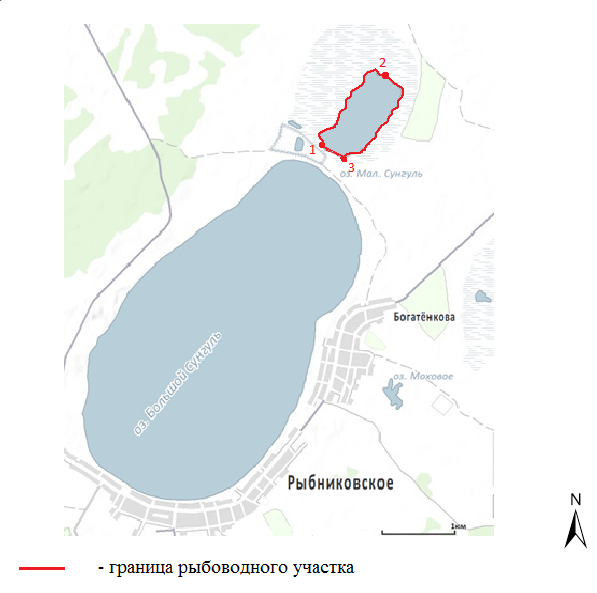 2
1
3
оз. Мал. Сунгуль
Богатёнкова
оз. Большой Сунгуль
оз. Моховое
Рыбниковское
N
1км
- граница рыбоводного участка